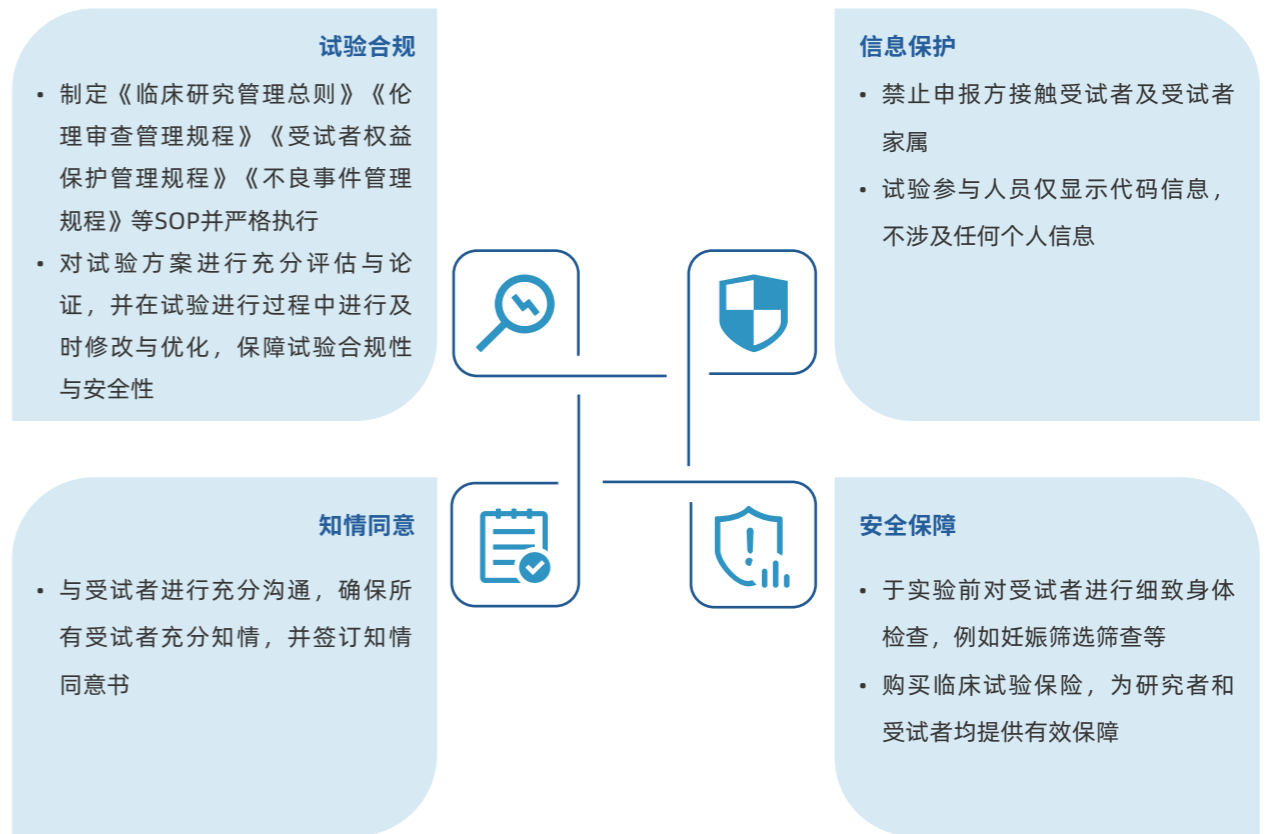 试验合规
• 制定《临床研究管理总则》《伦
理审查管理规程》《受试者权益
保护管理规程》《不良事件管理
规程》等SOP并严格执行
• 对试验方案进行充分评估与论
证，并在试验进行过程中进行及
时修改与优化，保障试验合规性
与安全性
信息保护
• 禁止申报方接触受试者及受试者
家属
• 试验参与人员仅显示代码信息，
不涉及任何个人信息
知情同意
• 与受试者进行充分沟通，确保所
有受试者充分知情，并签订知情
同意书
安全保障
• 于实验前对受试者进行细致身体
检查，例如妊娠筛选筛查等
• 购买临床试验保险，为研究者和
受试者均提供有效保障